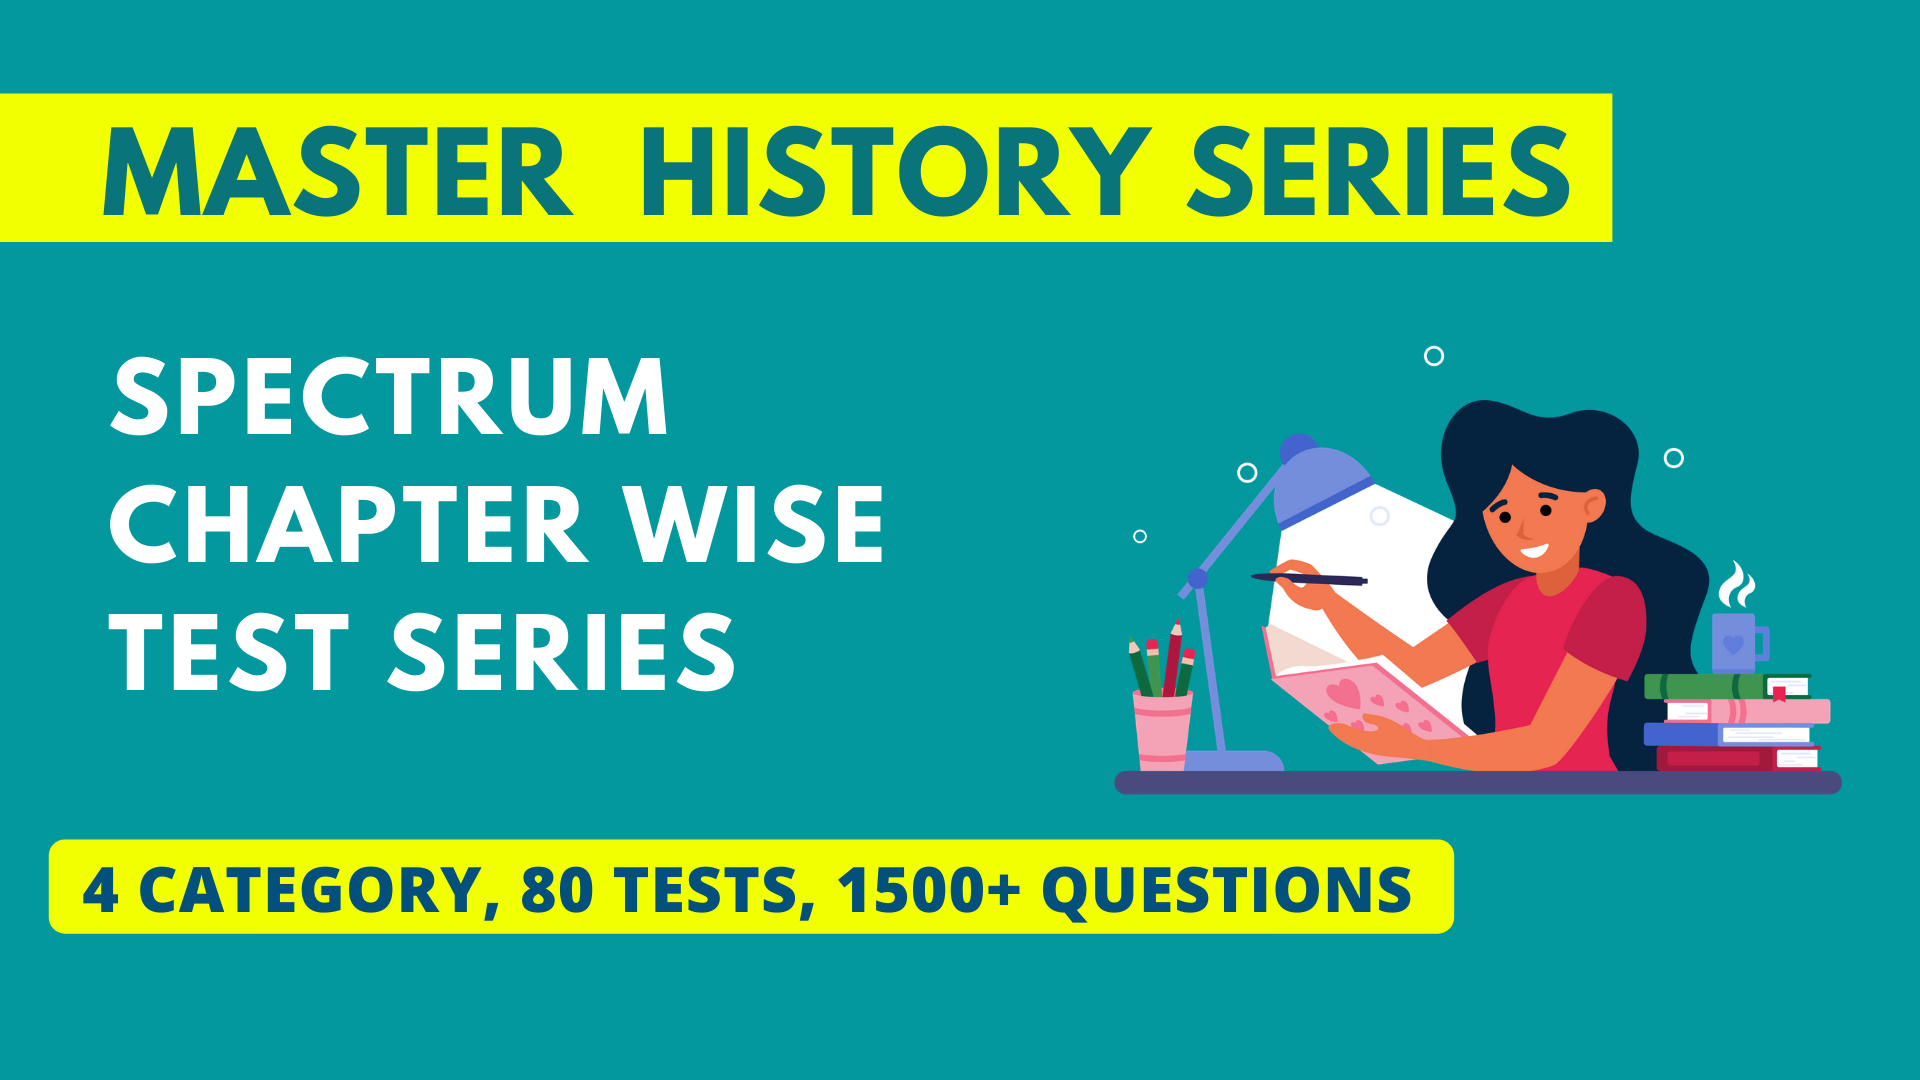 MASTER HISTORY SERIES
SPECTRUM
CHAPTER WISE
TEST SERIES
4 CATEGORY, 80 TESTS, 1500+ QUESTIONS